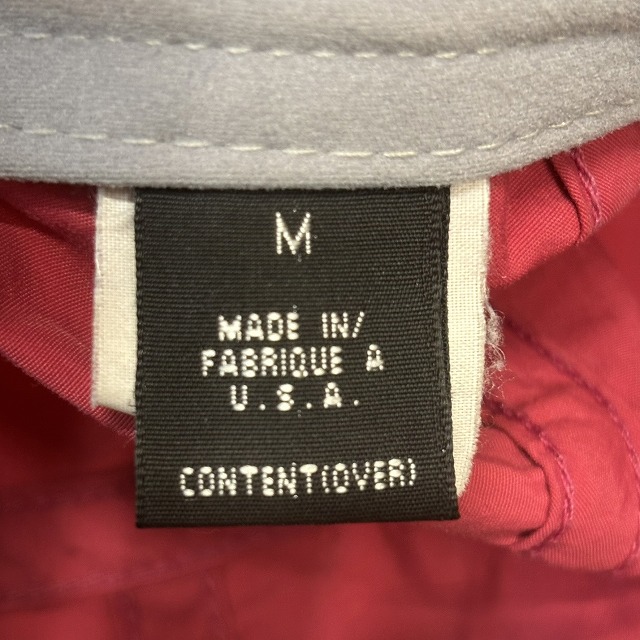 M
MADE IN/
FABRIQUE A
U.S.A.
CONTENT(OVER)